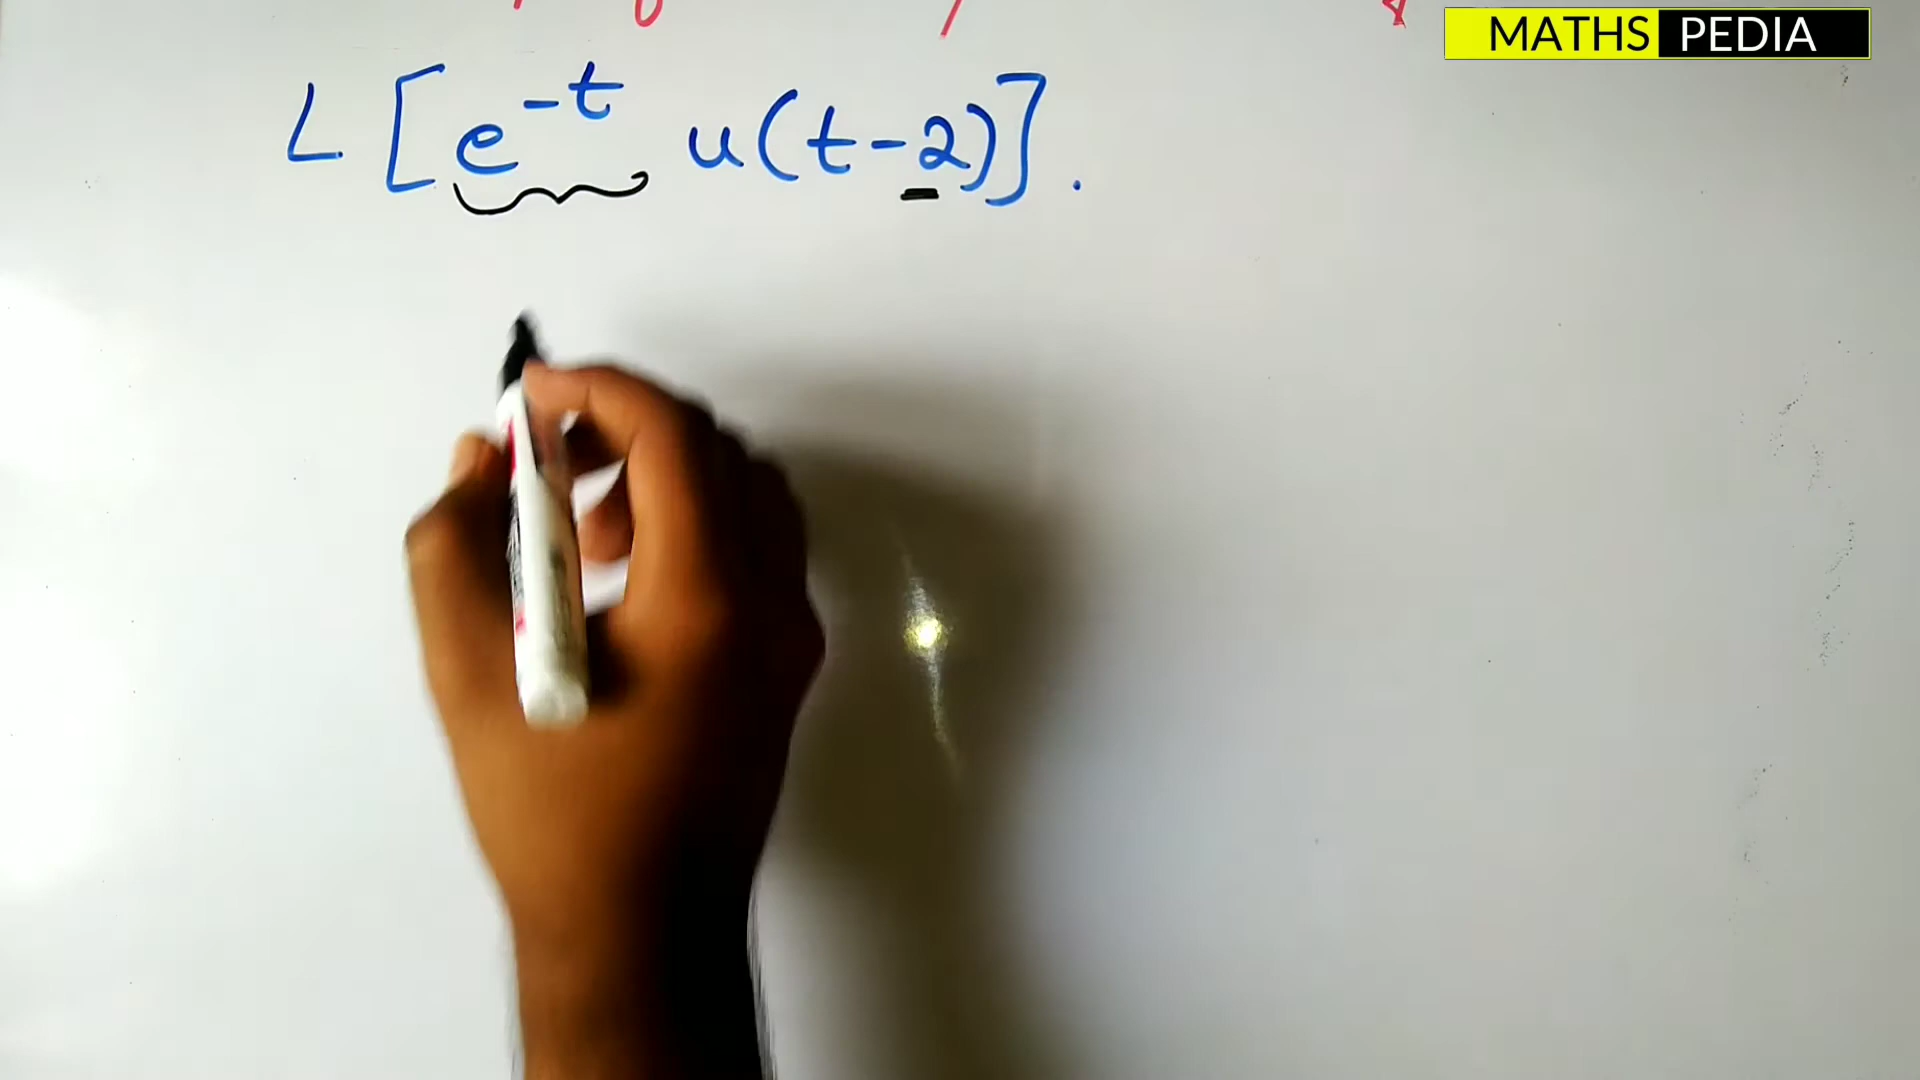 MATHS PEDIA
L [e^{-t} u(t-2)].